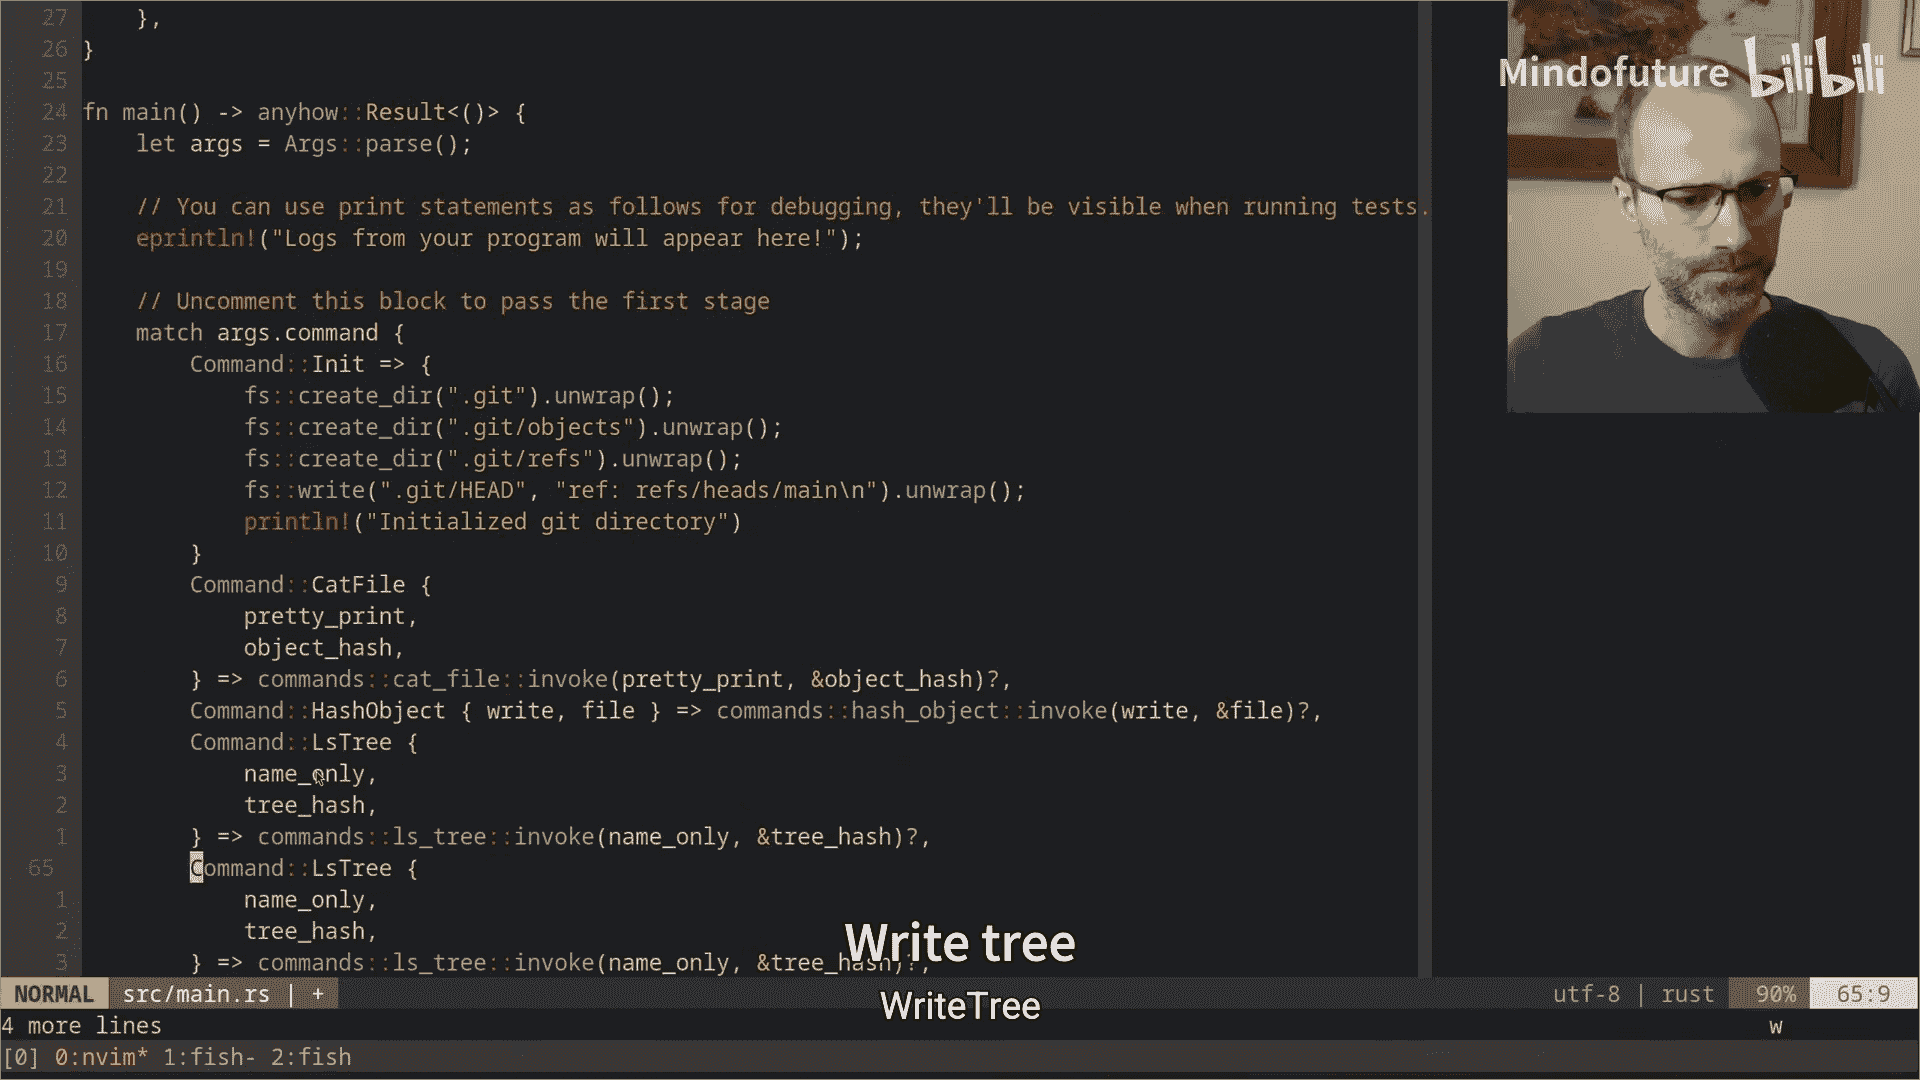 27     },
26 }
25
24 fn main() -> anyhow::Result<()> {
23     let args = Args::parse();
22
21     // You can use print statements as follows for debugging, they'll be visible when running tests.
20     eprintln!("Logs from your program will appear here!");
19
18     // Uncomment this block to pass the first stage
17     match args.command {
16         Command::Init => {
15             fs::create_dir(".git").unwrap();
14             fs::create_dir(".git/objects").unwrap();
13             fs::create_dir(".git/refs").unwrap();
12             fs::write(".git/HEAD", "ref: refs/heads/main\n").unwrap();
11             println!("Initialized git directory")
10         }
9         Command::CatFile {
8             pretty_print,
7             object_hash,
6         } => commands::cat_file::invoke(pretty_print, &object_hash)?,
5         Command::HashObject { write, file } => commands::hash_object::invoke(write, &file)?,
4         Command::LsTree {
3             name_only,
2             tree_hash,
1         } => commands::ls_tree::invoke(name_only, &tree_hash)?,
65         Command::LsTree {
1             name_only,
2             tree_hash,
3         } => commands::ls_tree::invoke(name_only, &tree_hash)?,
Mindofuture bilibili
Write tree
WriteTree
NORMAL src/main.rs | + utf-8 | rust 90% 65:9
4 more lines w
[0] 0:nvim* 1:fish- 2:fish